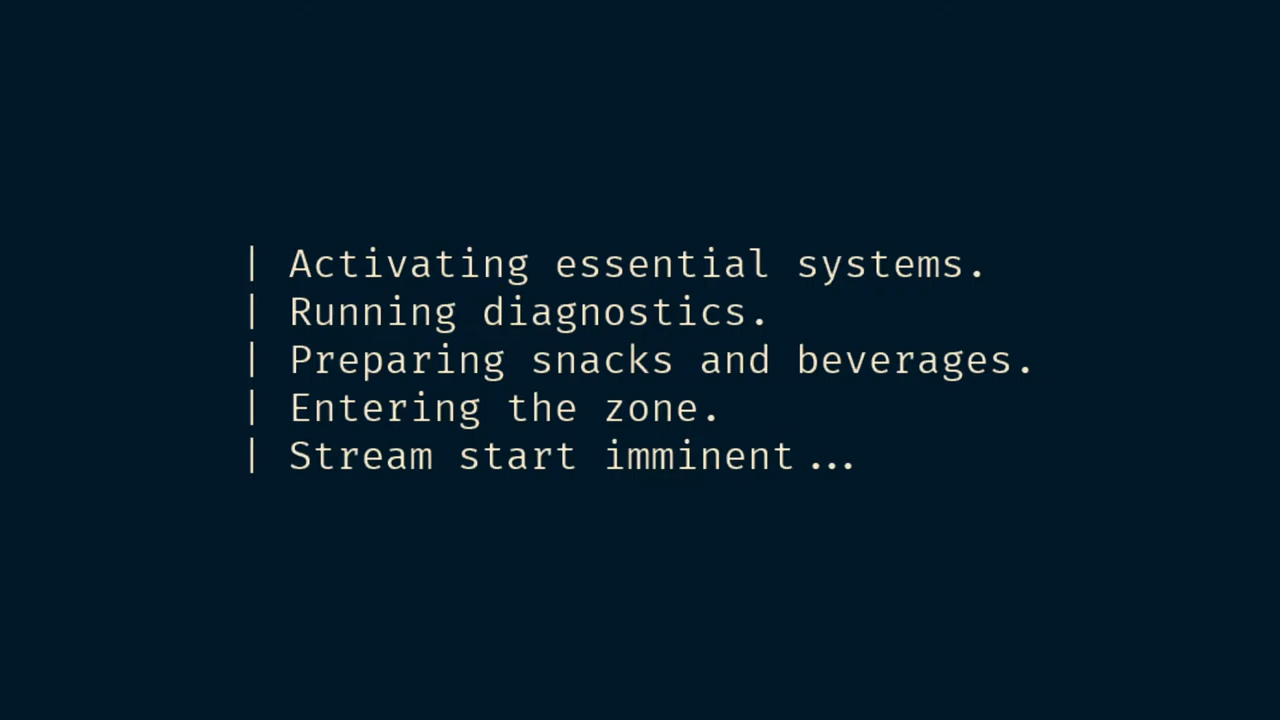 | Activating essential systems.
| Running diagnostics.
| Preparing snacks and beverages.
| Entering the zone.
| Stream start imminent...